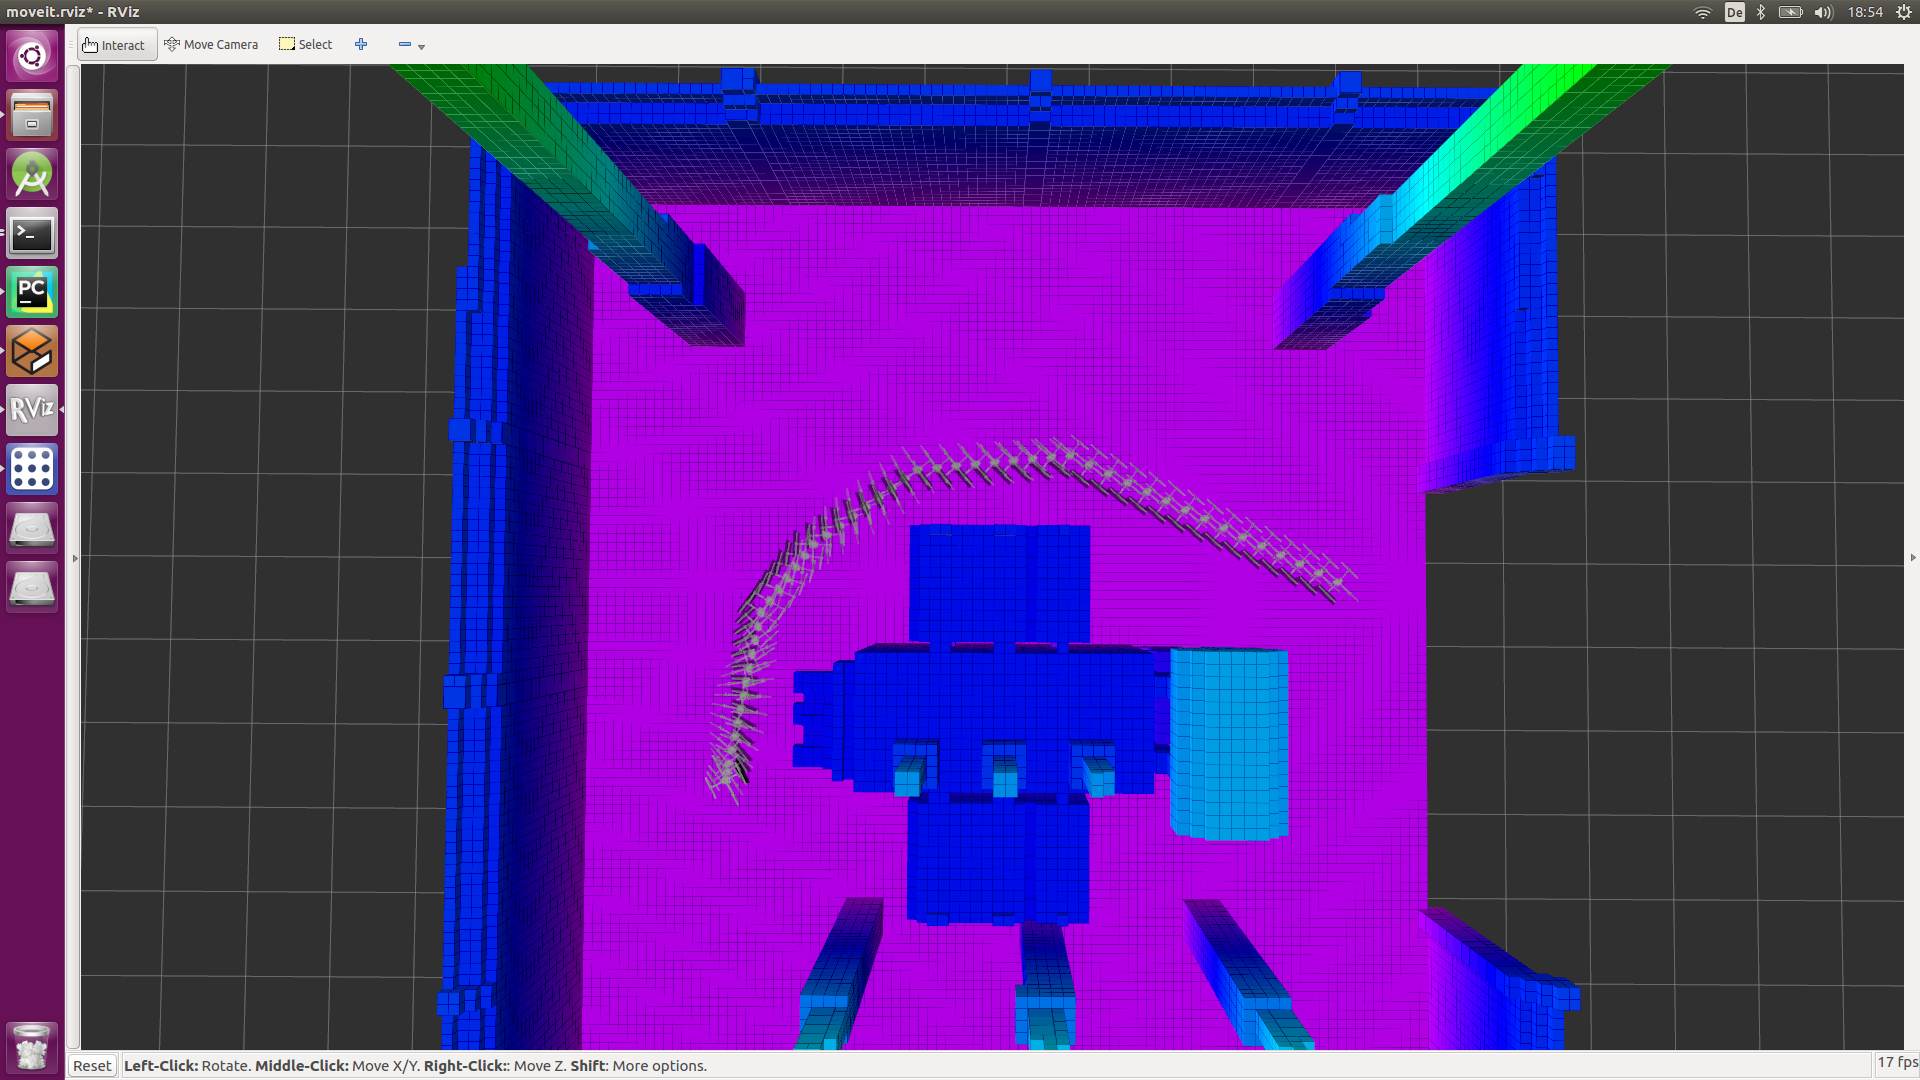 moveit.rviz* - RViz
De
18:54
Interact
Move Camera
Select
>_
PC
RViz
Reset
Left-Click: Rotate. Middle-Click: Move X/Y. Right-Click:: Move Z. Shift: More options.
17 fps